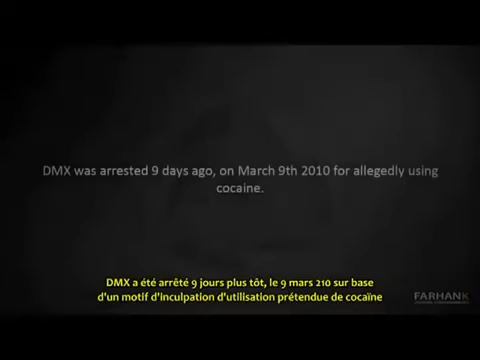 DMX was arrested 9 days ago, on March 9th 2010 for allegedly using
cocaine.
DMX a été arrêté 9 jours plus tôt, le 9 mars 210 sur base
d'un motif d'inculpation d'utilisation prétendue de cocaïne
FARHANK